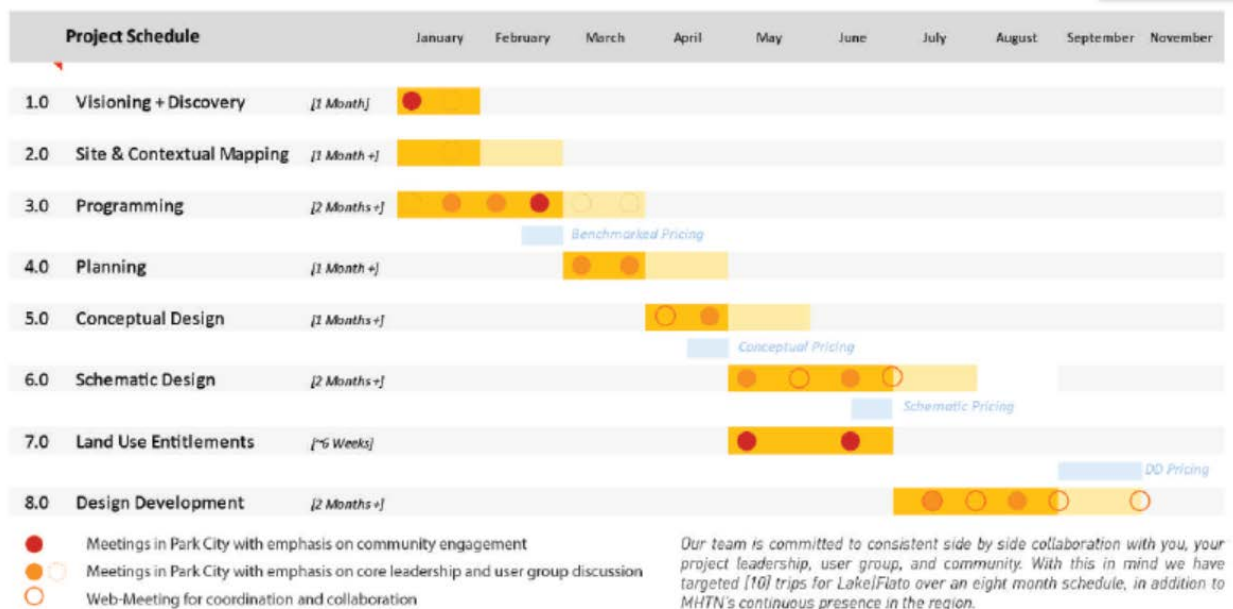 Project Schedule January February March April May June July August September November
1.0 Visioning + Discovery [1 Month]
2.0 Site & Contextual Mapping [1 Month +]
3.0 Programming [2 Months +]
Benchmarked Pricing
4.0 Planning [1 Month +]
5.0 Conceptual Design [1 Months +]
Conceptual Pricing
6.0 Schematic Design [2 Months +]
Schematic Pricing
7.0 Land Use Entitlements [~6 Weeks]
DD Pricing
8.0 Design Development [2 Months +]
Meetings in Park City with emphasis on community engagement
Meetings in Park City with emphasis on core leadership and user group discussion
Web-Meeting for coordination and collaboration
Our team is committed to consistent side by side collaboration with you, your
project leadership, user group, and community. With this in mind we have
targeted [10] trips for Lake|Flato over an eight month schedule, in addition to
MHTN's continuous presence in the region.